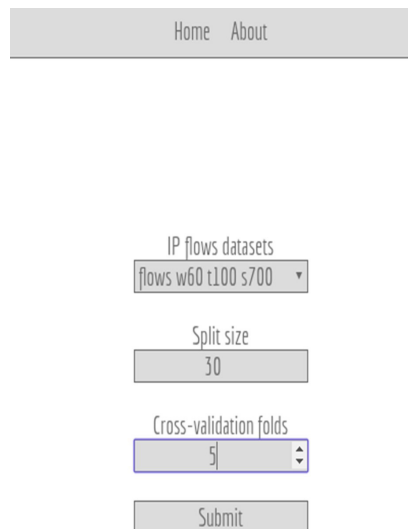 Home About
IP flows datasets
flows w60 t100 s700
Split size
30
Cross-validation folds
5
Submit